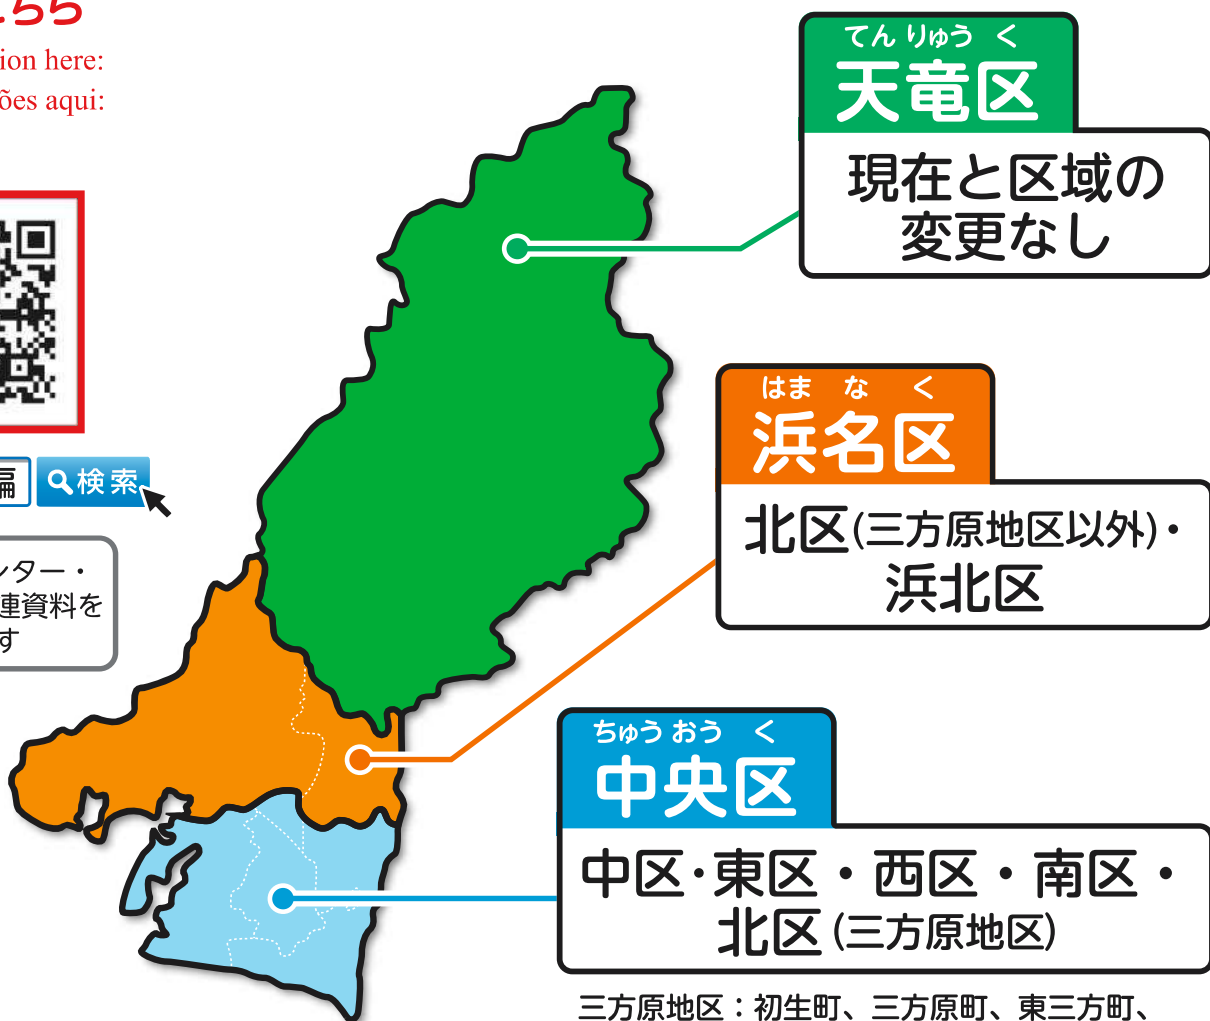 こちら
ion here:
ões aqui:
編
検索
ンター・
連資料を
す
てんりゅう く
天竜区
現在と区域の
変更なし
はま な く
浜名区
北区(三方原地区以外)・
浜北区
ちゅう おう く
中央区
中区・東区・西区・南区・
北区(三方原地区)
三方原地区:初生町、三方原町、東三方町、